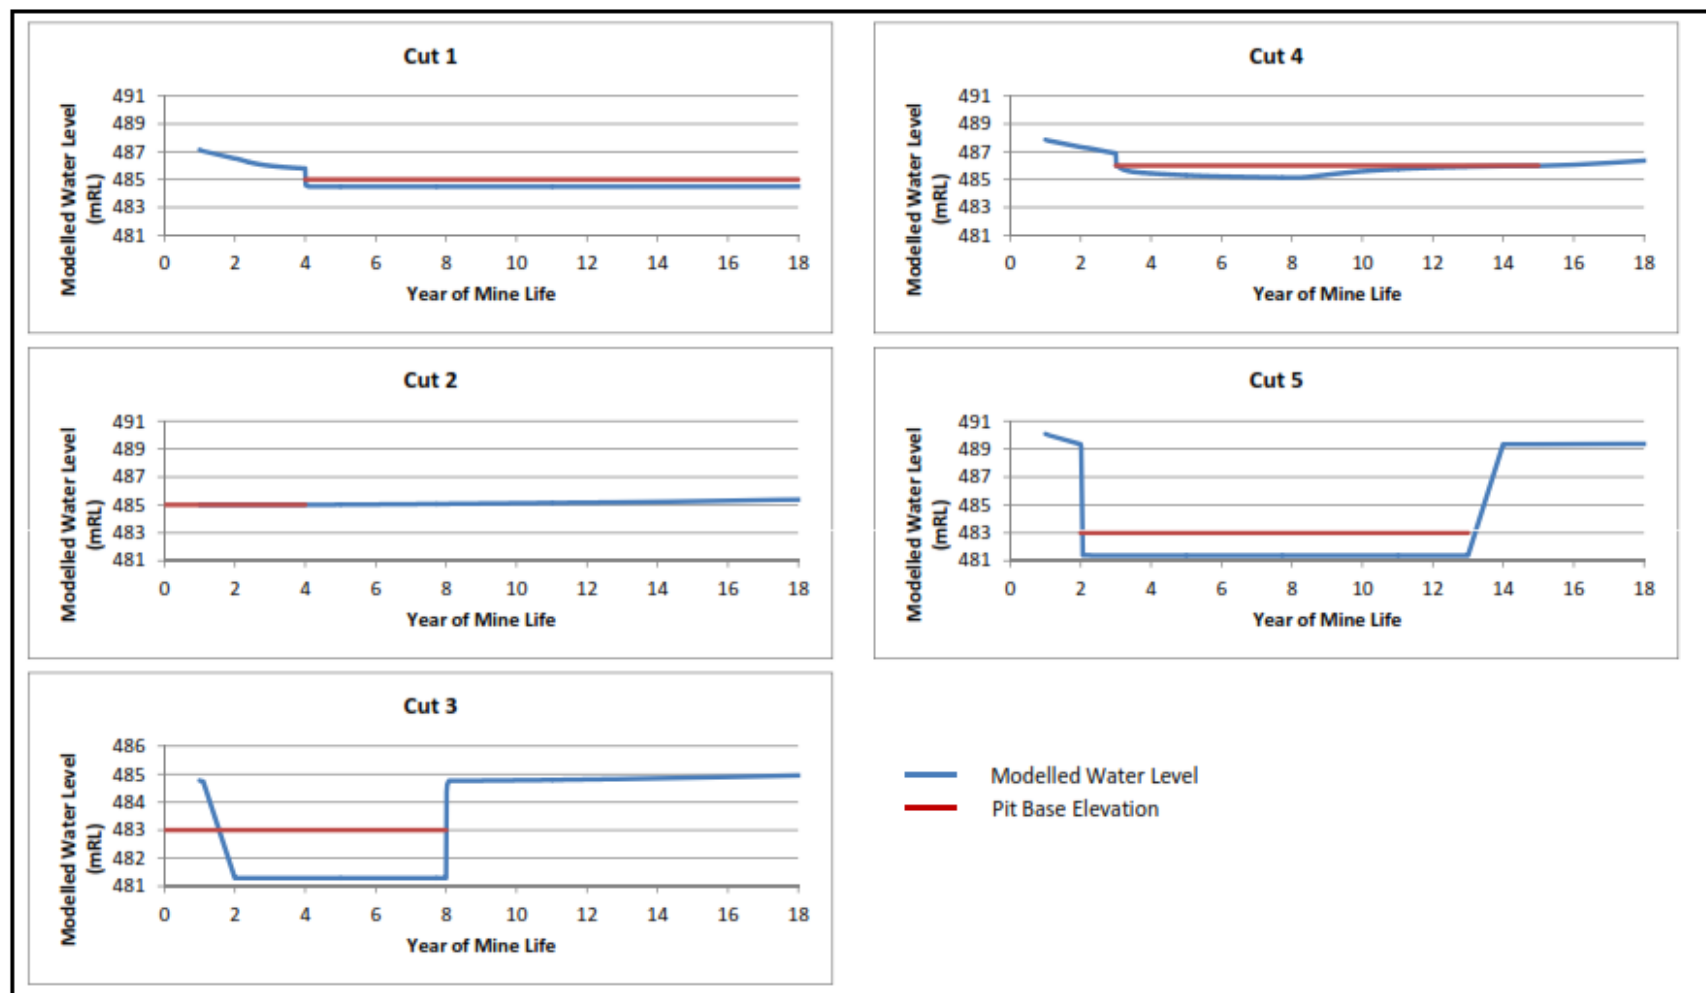 Cut 1
Modelled Water Level
(mRL)
491
489
487
485
483
481
0 2 4 6 8 10 12 14 16 18
Year of Mine Life
Cut 4
Modelled Water Level
(mRL)
491
489
487
485
483
481
0 2 4 6 8 10 12 14 16 18
Year of Mine Life
Cut 2
Modelled Water Level
(mRL)
491
489
487
485
483
481
0 2 4 6 8 10 12 14 16 18
Year of Mine Life
Cut 5
Modelled Water Level
(mRL)
491
489
487
485
483
481
0 2 4 6 8 10 12 14 16 18
Year of Mine Life
Cut 3
Modelled Water Level
(mRL)
486
485
484
483
482
481
0 2 4 6 8 10 12 14 16 18
Year of Mine Life
Modelled Water Level
Pit Base Elevation